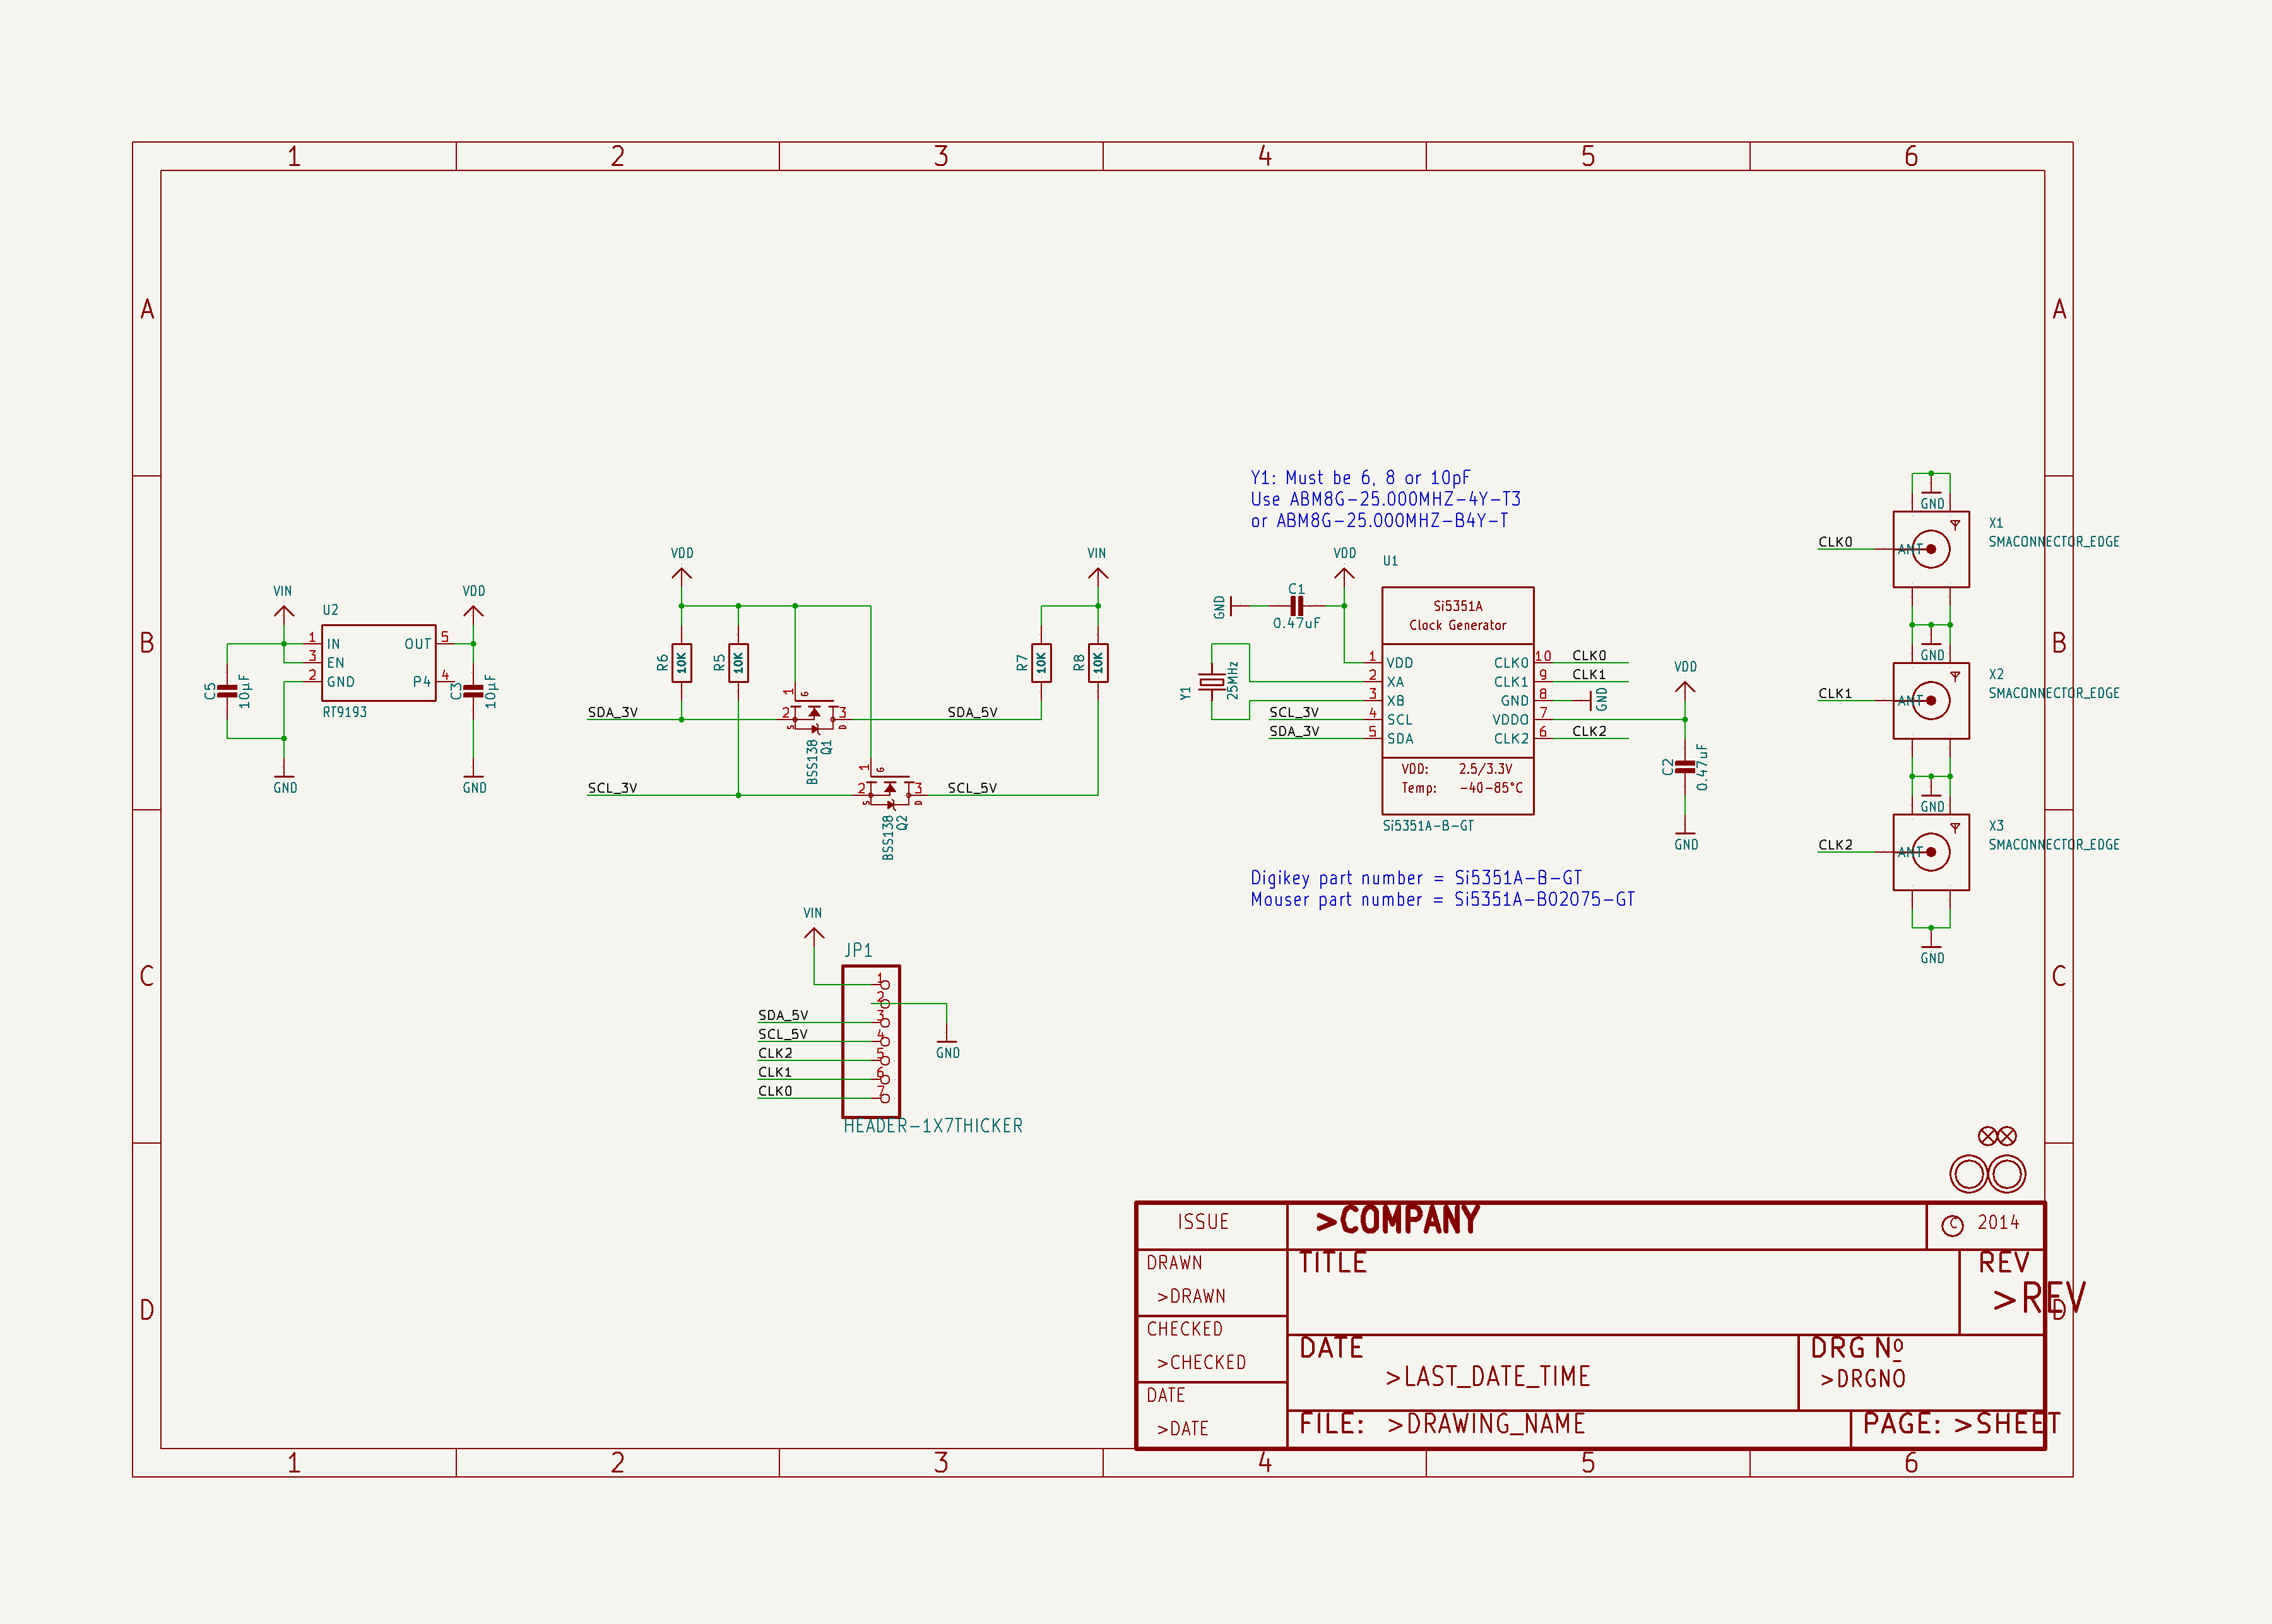 1 2 3 4 5 6
A A
B B
C C
D D
VIN
VDD
U2
1 IN
3 EN
2 GND
OUT 5
P4 4
RT9193
C5
10µF
C3
10µF
GND
GND
VDD
VIN
R6
10K
R5
10K
R7
10K
R8
10K
SDA_3V
SDA_5V
1
2
3
G
S
D
BSS138
Q1
SCL_3V
SCL_5V
1
2
3
G
S
D
BSS138
Q2
Y1: Must be 6, 8 or 10pF
Use ABM8G-25.000MHZ-4Y-T3
or ABM8G-25.000MHZ-B4Y-T
VDD
GND
C1
0.47uF
Y1
25MHz
SCL_3V
SDA_3V
U1
Si5351A
Clock Generator
1 VDD
2 XA
3 XB
4 SCL
5 SDA
CLK0 10
CLK1 9
GND 8
VDDO 7
CLK2 6
VDD: 2.5/3.3V
Temp: -40-85°C
Si5351A-B-GT
CLK0
CLK1
GND
CLK2
VDD
C2
0.47uF
GND
Digikey part number = Si5351A-B-GT
Mouser part number = Si5351A-B02075-GT
GND
X1
SMACONNECTOR_EDGE
CLK0
ANT
GND
X2
SMACONNECTOR_EDGE
CLK1
ANT
GND
X3
SMACONNECTOR_EDGE
CLK2
ANT
GND
VIN
JP1
1
2
3
4
5
6
7
SDA_5V
SCL_5V
CLK2
CLK1
CLK0
GND
HEADER-1X7THICKER
ISSUE
>COMPANY
© 2014
DRAWN
>DRAWN
TITLE
REV
>REV
CHECKED
>CHECKED
DATE
>LAST_DATE_TIME
DRG Nº
>DRGNO
DATE
>DATE
FILE: >DRAWING_NAME
PAGE: >SHEET
1 2 3 4 5 6